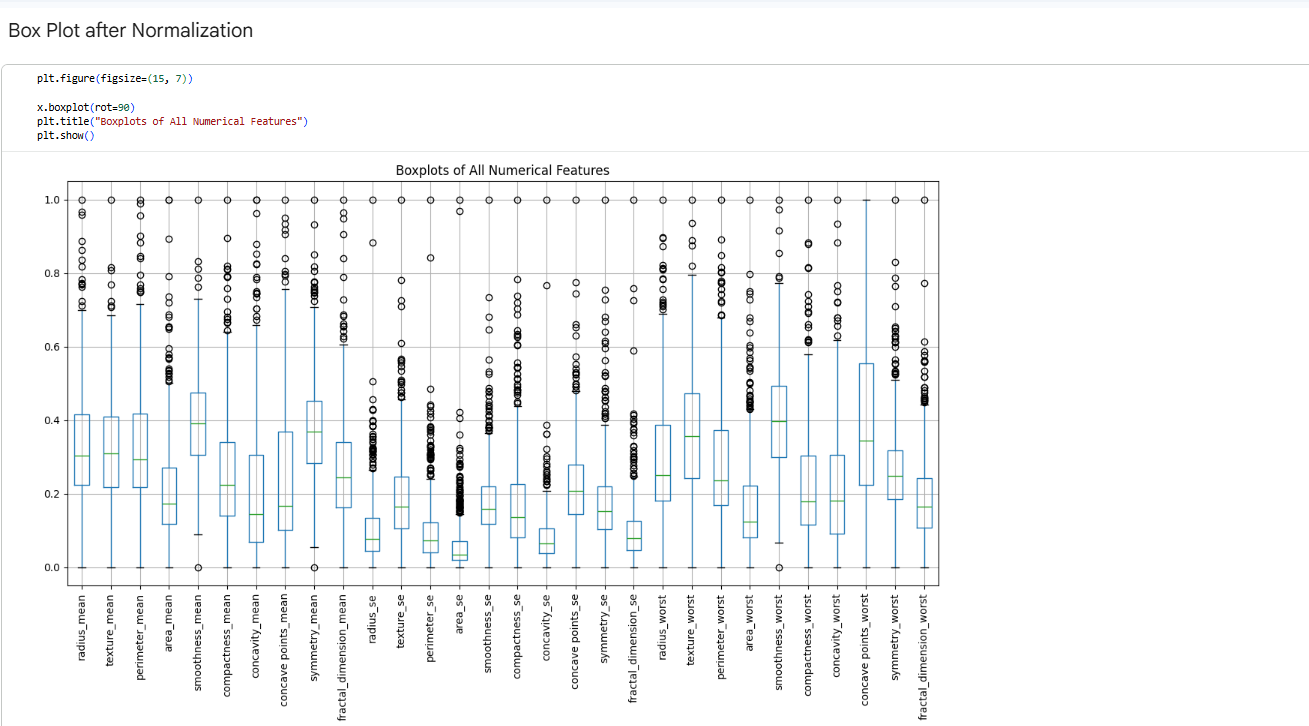 Box Plot after Normalization
plt.figure(figsize=(15, 7))
x.boxplot(rot=90)
plt.title("Boxplots of All Numerical Features")
plt.show()
Boxplots of All Numerical Features
1.0
0.8
0.6
0.4
0.2
0.0
radius_mean
texture_mean
perimeter_mean
area_mean
smoothness_mean
compactness_mean
concavity_mean
concave points_mean
symmetry_mean
fractal_dimension_mean
radius_se
texture_se
perimeter_se
area_se
smoothness_se
compactness_se
concavity_se
concave points_se
symmetry_se
fractal_dimension_se
radius_worst
texture_worst
perimeter_worst
area_worst
smoothness_worst
compactness_worst
concavity_worst
concave points_worst
symmetry_worst
fractal_dimension_worst